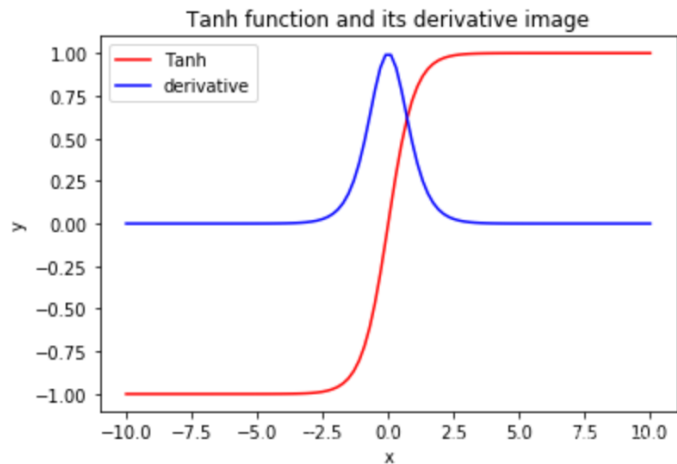 Tanh function and its derivative image
Tanh
derivative
1.00
0.75
0.50
0.25
0.00
−0.25
−0.50
−0.75
−1.00
y
−10.0 −7.5 −5.0 −2.5 0.0 2.5 5.0 7.5 10.0
x